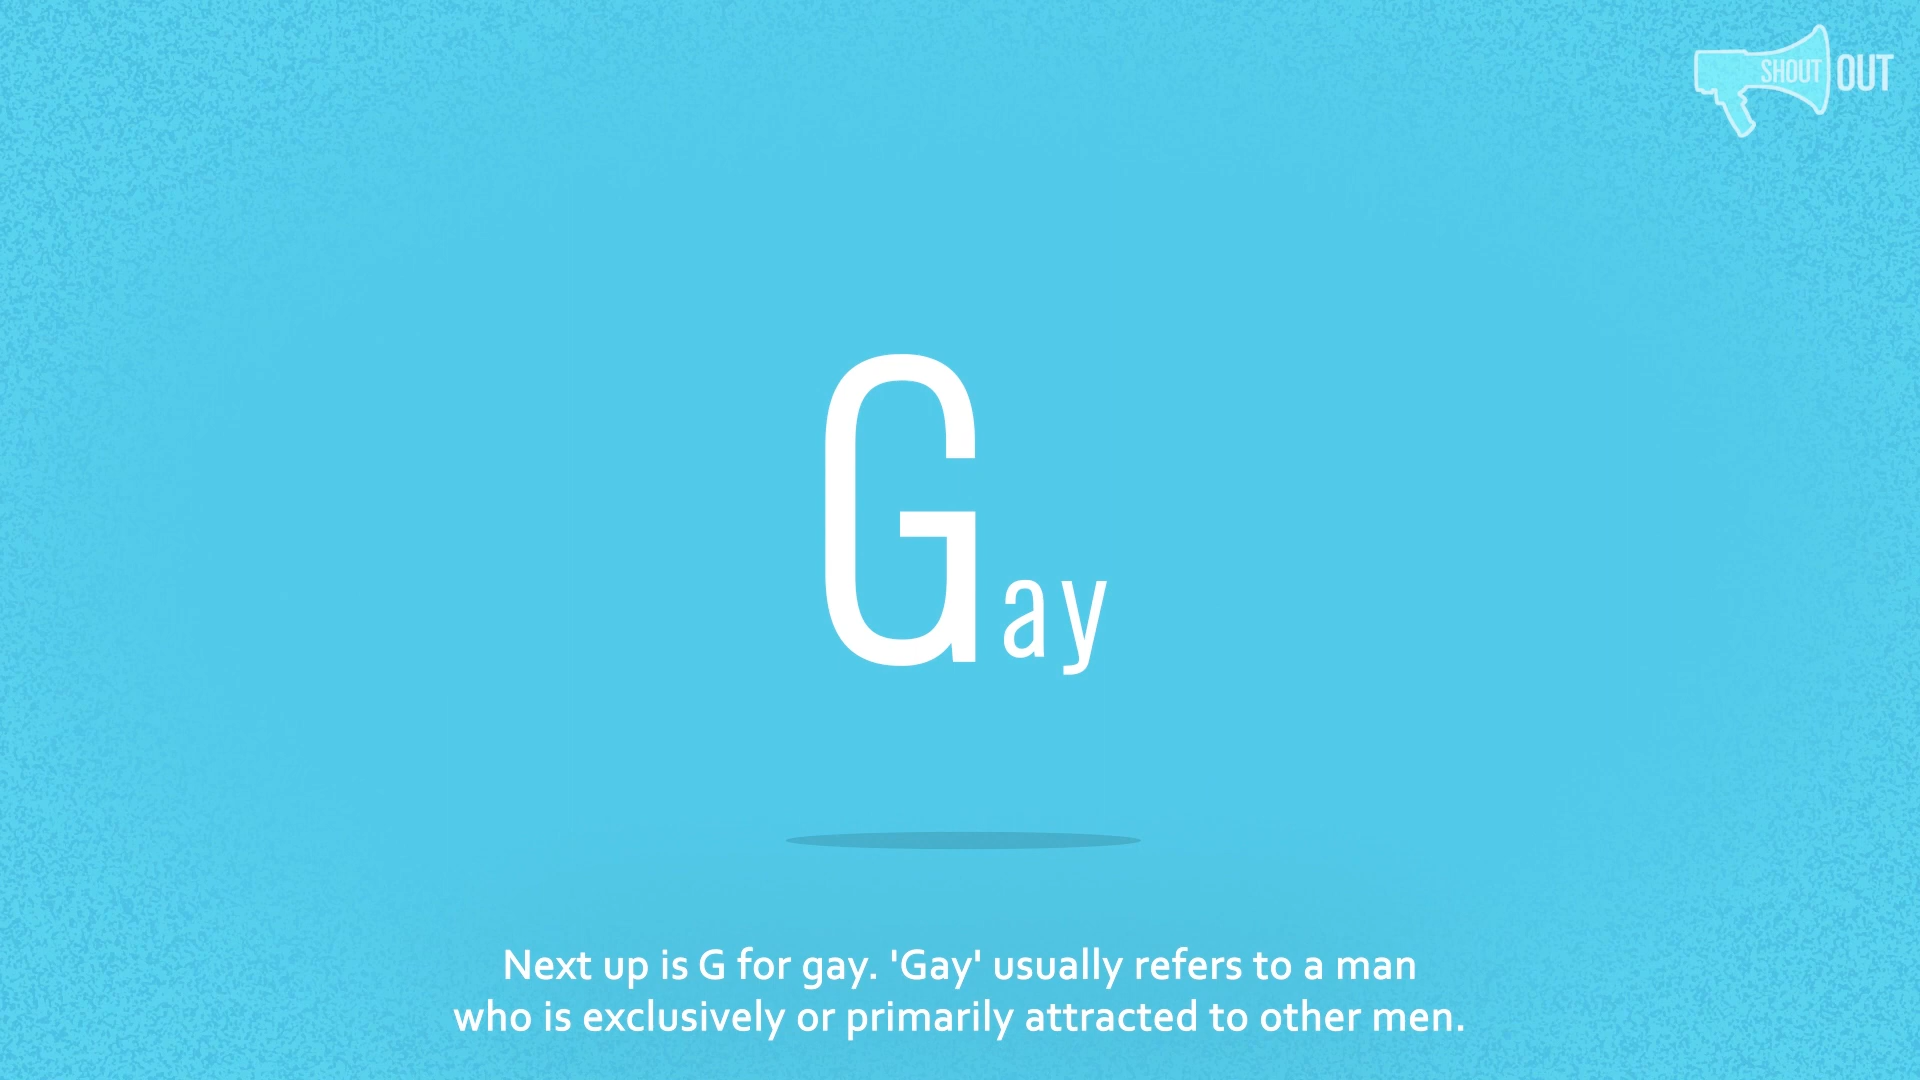 SHOUT OUT
Gay
Next up is G for gay. 'Gay' usually refers to a man
who is exclusively or primarily attracted to other men.